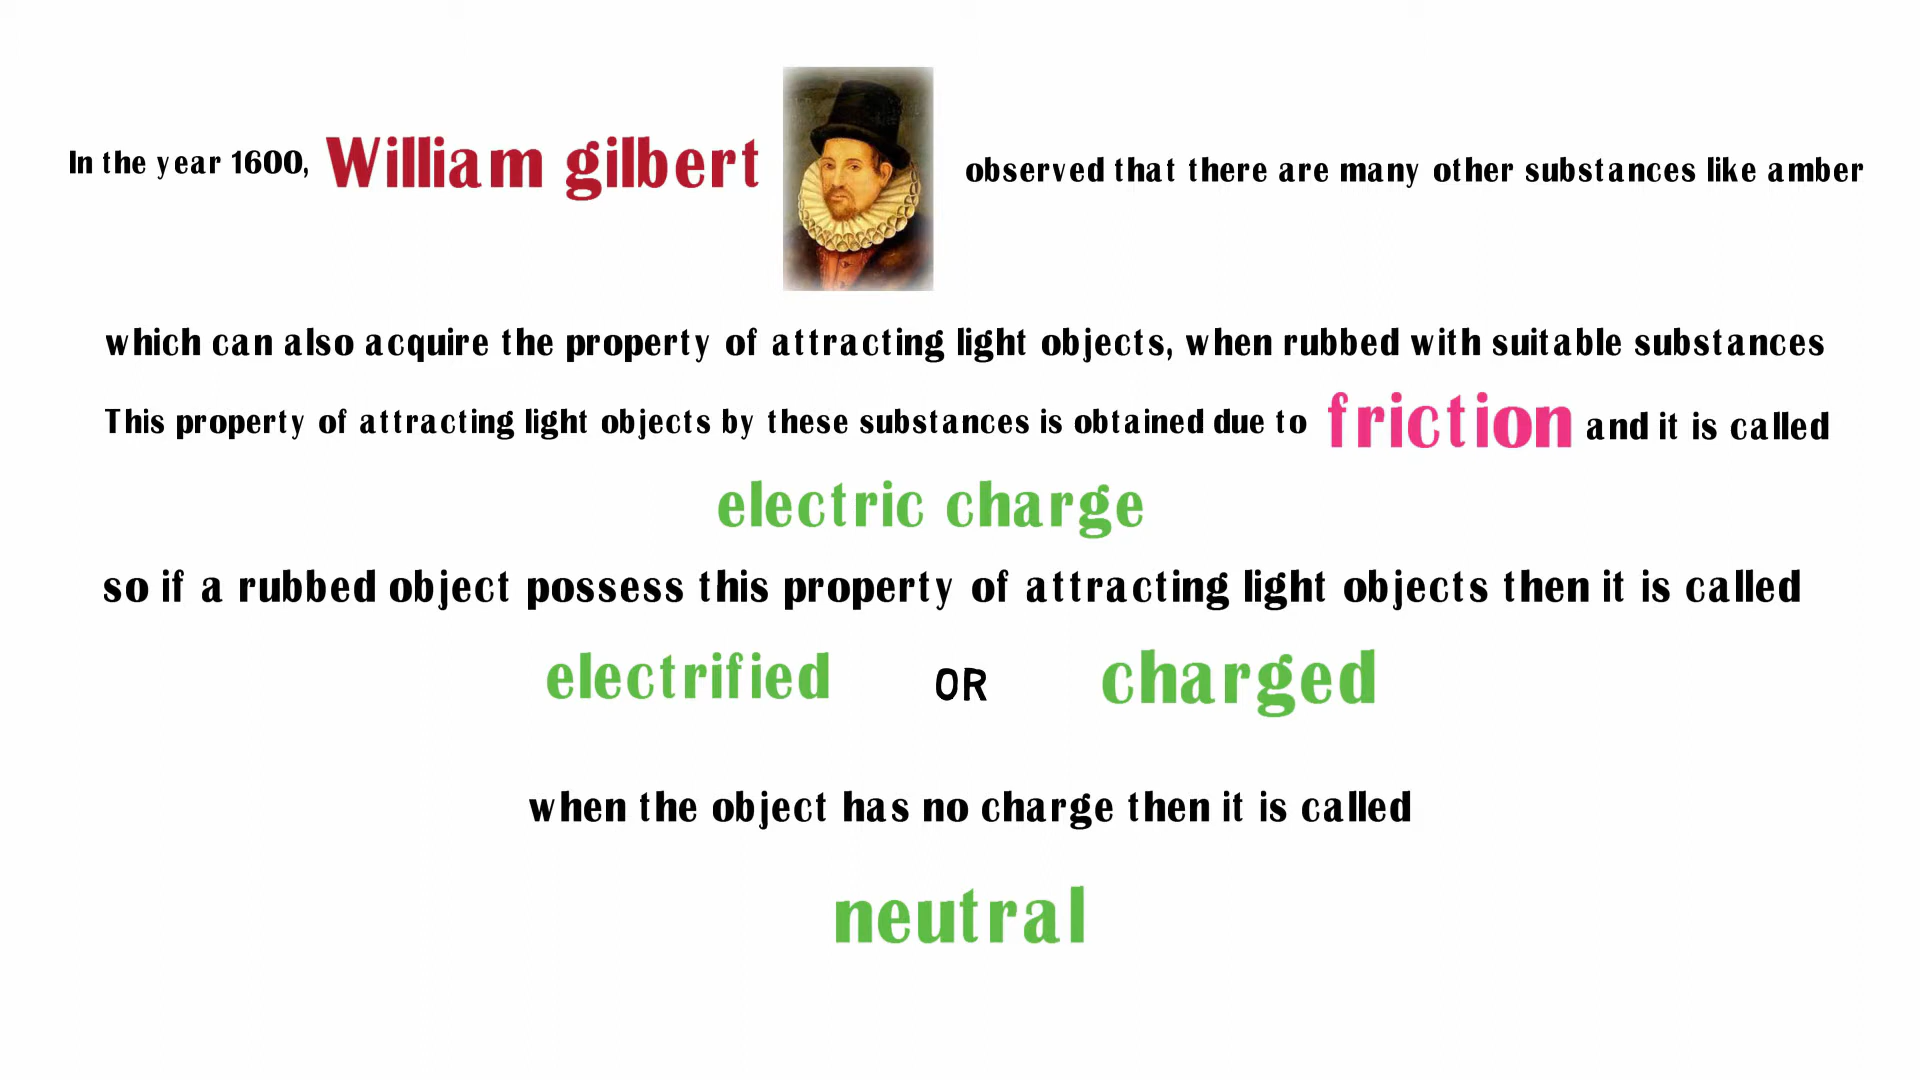 In the year 1600, William gilbert observed that there are many other substances like amber
which can also acquire the property of attracting light objects, when rubbed with suitable substances
This property of attracting light objects by these substances is obtained due to friction and it is called
electric charge
so if a rubbed object possess this property of attracting light objects then it is called
electrified OR charged
when the object has no charge then it is called
neutral